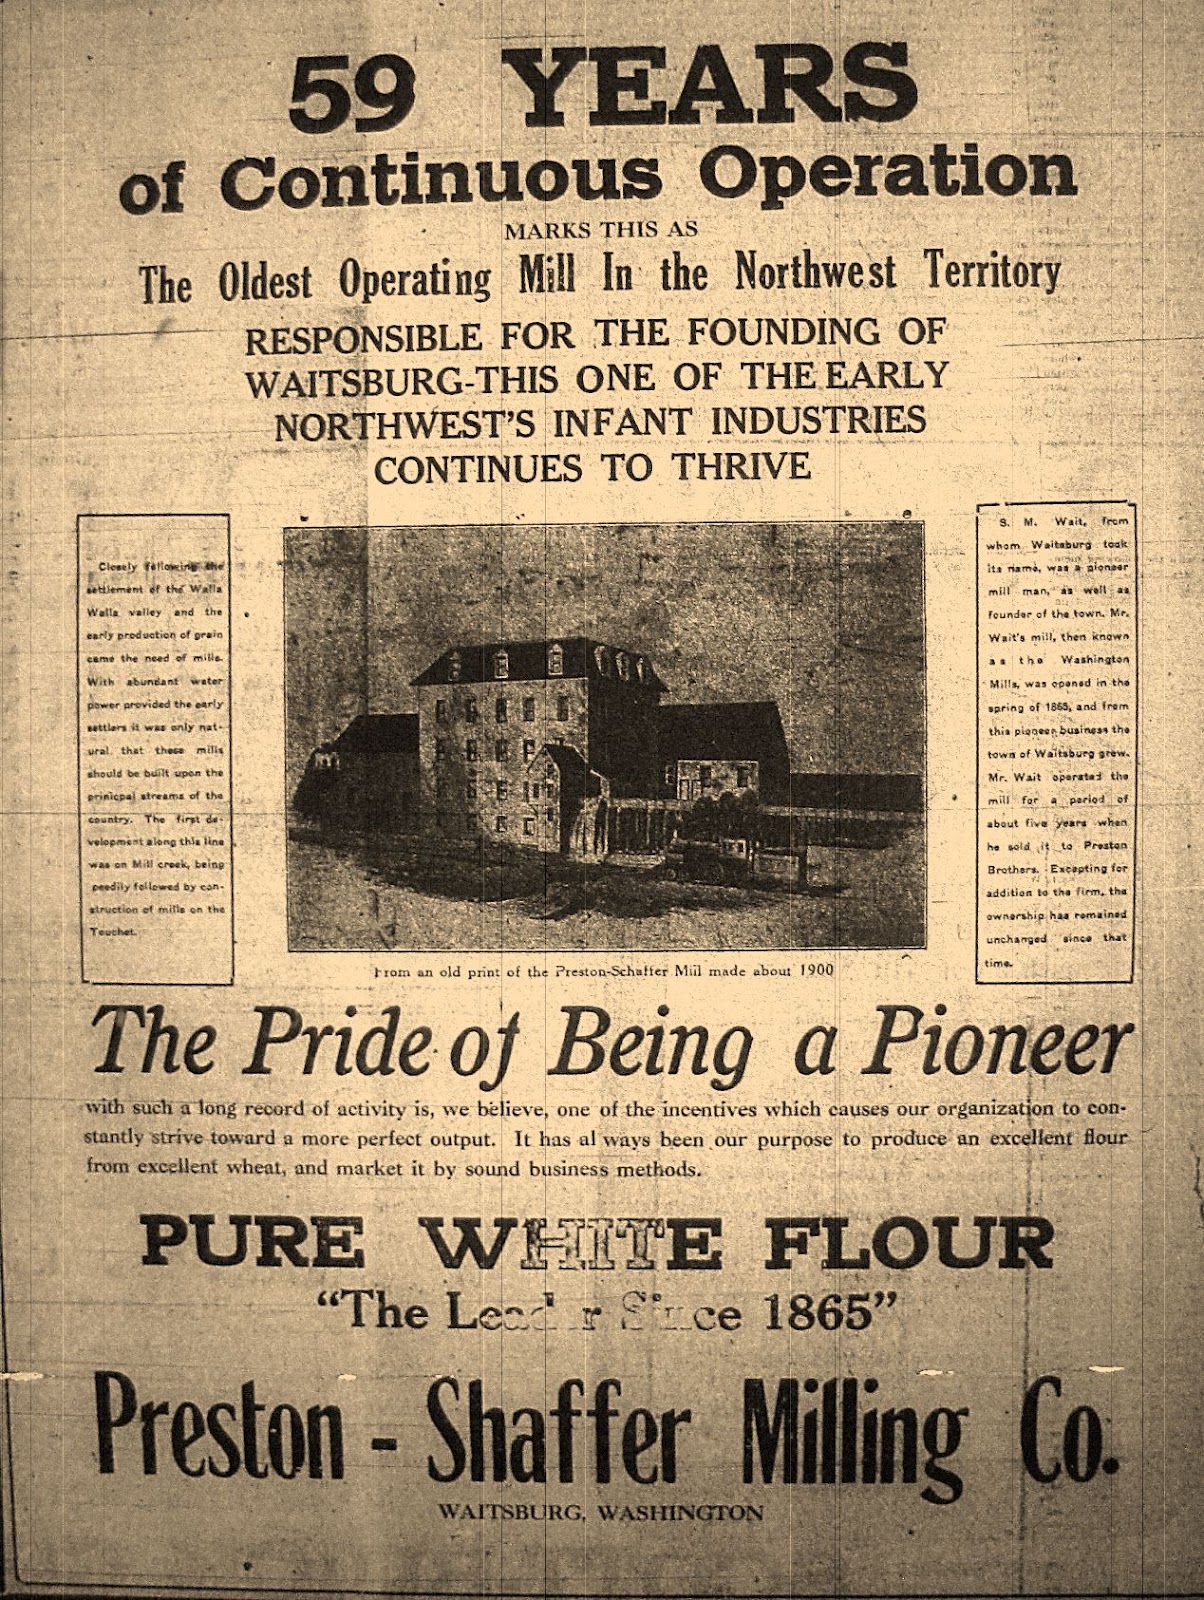 59 YEARS
of Continuous Operation
MARKS THIS AS
The Oldest Operating Mill In the Northwest Territory
RESPONSIBLE FOR THE FOUNDING OF
WAITSBURG-THIS ONE OF THE EARLY
NORTHWEST'S INFANT INDUSTRIES
CONTINUES TO THRIVE
Closely following the
settlement of the Walla
Walla valley and the
early production of grain
came the need of mills.
With abundant water
power provided the early
settlers it was only nat-
ural that these mills
should be built upon the
prinicpal streams of the
country. The first de-
velopment along this line
was on Mill creek, being
peedily followed by con-
struction of mills on the
Touchet.
S. M. Wait, from
whom Waitsburg took
its name, was a pioneer
mill man, as well as
founder of the town. Mr.
Wait's mill, then known
as the Washington
Mills, was opened in the
spring of 1865, and from
this pioneer business the
town of Waitsburg grew.
Mr. Wait operated the
mill for a period of
about five years when
he sold it to Preston
Brothers. Excepting for
addition to the firm, the
ownership has remained
unchanged since that
time.
From an old print of the Preston-Schaffer Mill made about 1900
The Pride of Being a Pioneer
with such a long record of activity is, we believe, one of the incentives which causes our organization to con-
stantly strive toward a more perfect output. It has al ways been our purpose to produce an excellent flour
from excellent wheat, and market it by sound business methods.
PURE WHITE FLOUR
"The Leader Since 1865"
Preston - Shaffer Milling Co.
WAITSBURG, WASHINGTON